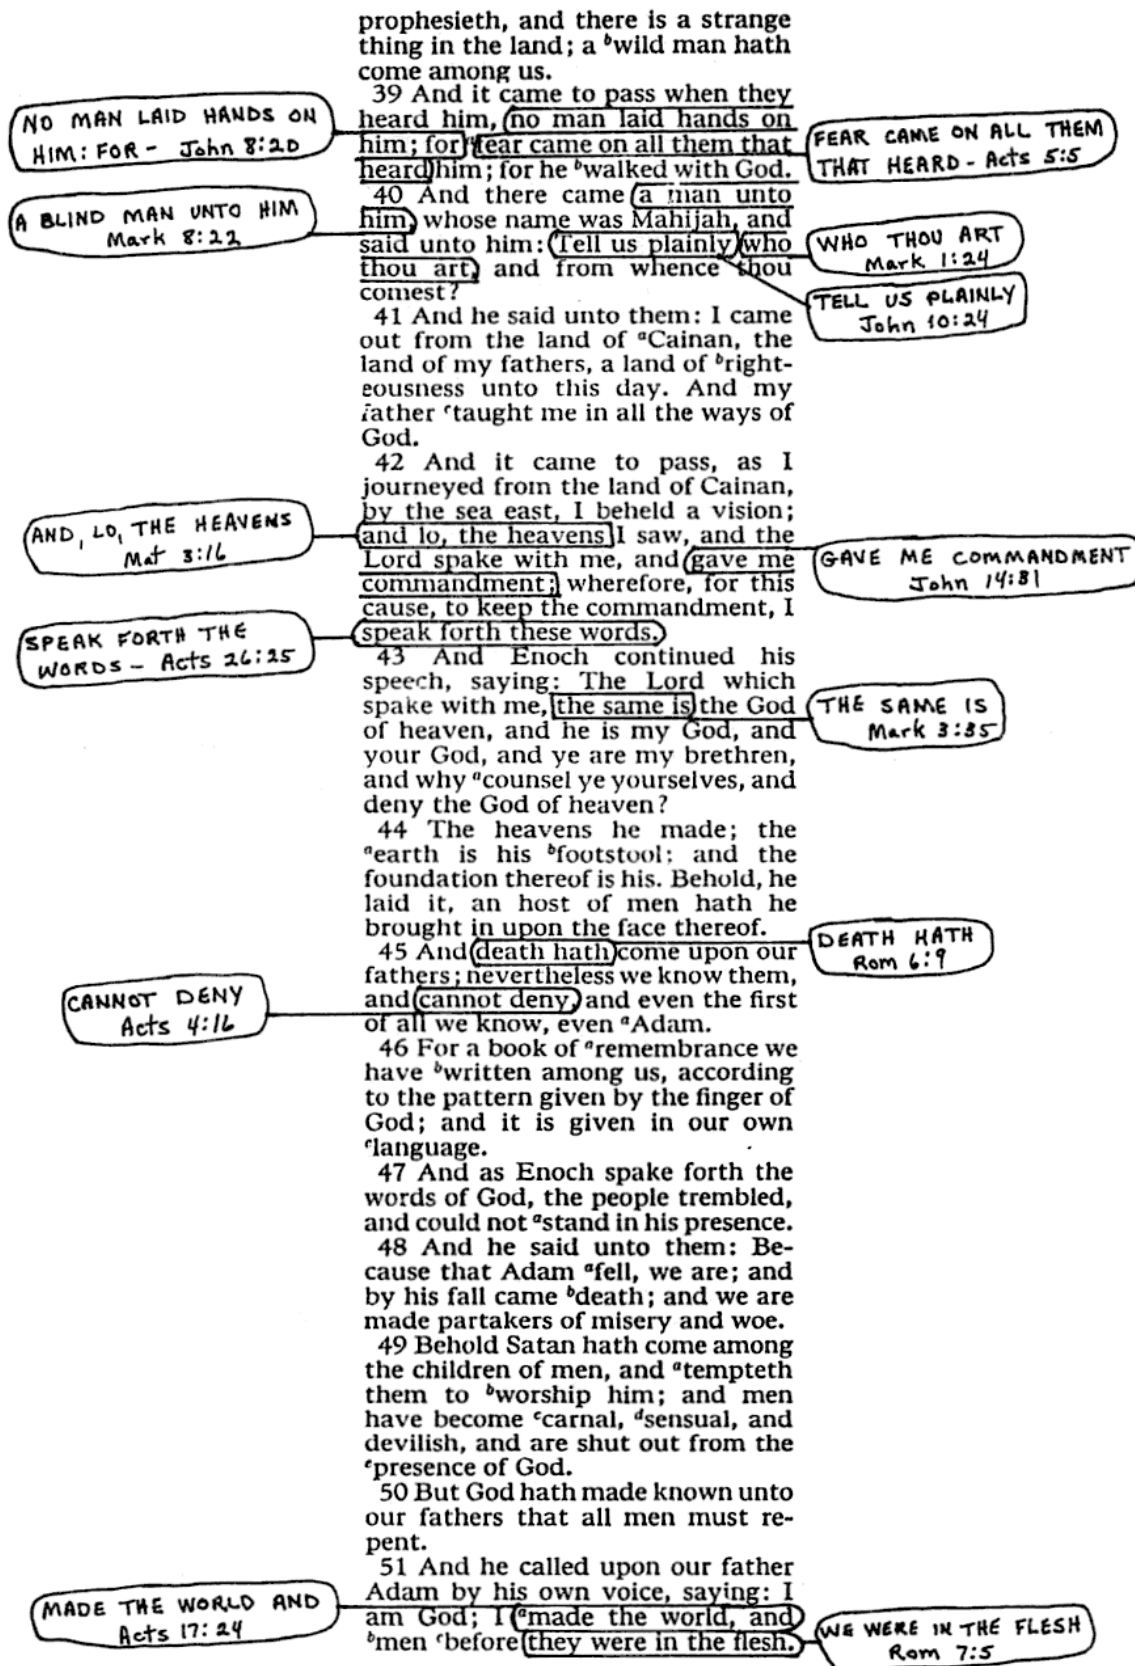 prophesieth, and there is a strange
thing in the land; a ᵇwild man hath
come among us.
39 And it came to pass when they
heard him, no man laid hands on
him; for ᵃfear came on all them that
heard him; for he ᵇwalked with God.
40 And there came a man unto
him, whose name was Mahijah, and
said unto him: Tell us plainly who
thou art, and from whence thou
comest?
41 And he said unto them: I came
out from the land of ᵃCainan, the
land of my fathers, a land of ᵇright-
eousness unto this day. And my
father ᶜtaught me in all the ways of
God.
42 And it came to pass, as I
journeyed from the land of Cainan,
by the sea east, I beheld a vision;
and lo, the heavens I saw, and the
Lord spake with me, and gave me
commandment; wherefore, for this
cause, to keep the commandment, I
speak forth these words.
43 And Enoch continued his
speech, saying: The Lord which
spake with me, the same is the God
of heaven, and he is my God, and
your God, and ye are my brethren,
and why ᵃcounsel ye yourselves, and
deny the God of heaven?
44 The heavens he made; the
ᵃearth is his ᵇfootstool; and the
foundation thereof is his. Behold, he
laid it, an host of men hath he
brought in upon the face thereof.
45 And death hath come upon our
fathers; nevertheless we know them,
and cannot deny, and even the first
of all we know, even ᵃAdam.
46 For a book of ᵃremembrance we
have ᵇwritten among us, according
to the pattern given by the finger of
God; and it is given in our own
ᶜlanguage.
47 And as Enoch spake forth the
words of God, the people trembled,
and could not ᵃstand in his presence.
48 And he said unto them: Be-
cause that Adam ᵃfell, we are; and
by his fall came ᵇdeath; and we are
made partakers of misery and woe.
49 Behold Satan hath come among
the children of men, and ᵃtempteth
them to ᵇworship him; and men
have become ᶜcarnal, ᵈsensual, and
devilish, and are shut out from the
ᵉpresence of God.
50 But God hath made known unto
our fathers that all men must re-
pent.
51 And he called upon our father
Adam by his own voice, saying: I
am God; I ᵃmade the world, and
ᵇmen ᶜbefore they were in the flesh.
NO MAN LAID HANDS ON
HIM: FOR - John 8:20
A BLIND MAN UNTO HIM
Mark 8:22
AND, LO, THE HEAVENS
Mat 3:16
SPEAK FORTH THE
WORDS - Acts 26:25
CANNOT DENY
Acts 4:16
MADE THE WORLD AND
Acts 17:24
FEAR CAME ON ALL THEM
THAT HEARD - Acts 5:5
WHO THOU ART
Mark 1:24
TELL US PLAINLY
John 10:24
GAVE ME COMMANDMENT
John 14:31
THE SAME IS
Mark 3:35
DEATH HATH
Rom 6:9
WE WERE IN THE FLESH
Rom 7:5